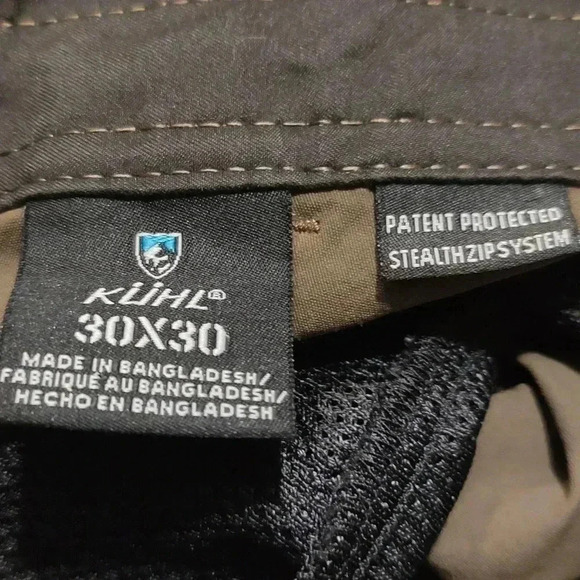 KÜHL®
30X30
MADE IN BANGLADESH/
FABRIQUÉ AU BANGLADESH/
HECHO EN BANGLADESH
PATENT PROTECTED
STEALTHZIPSYSTEM